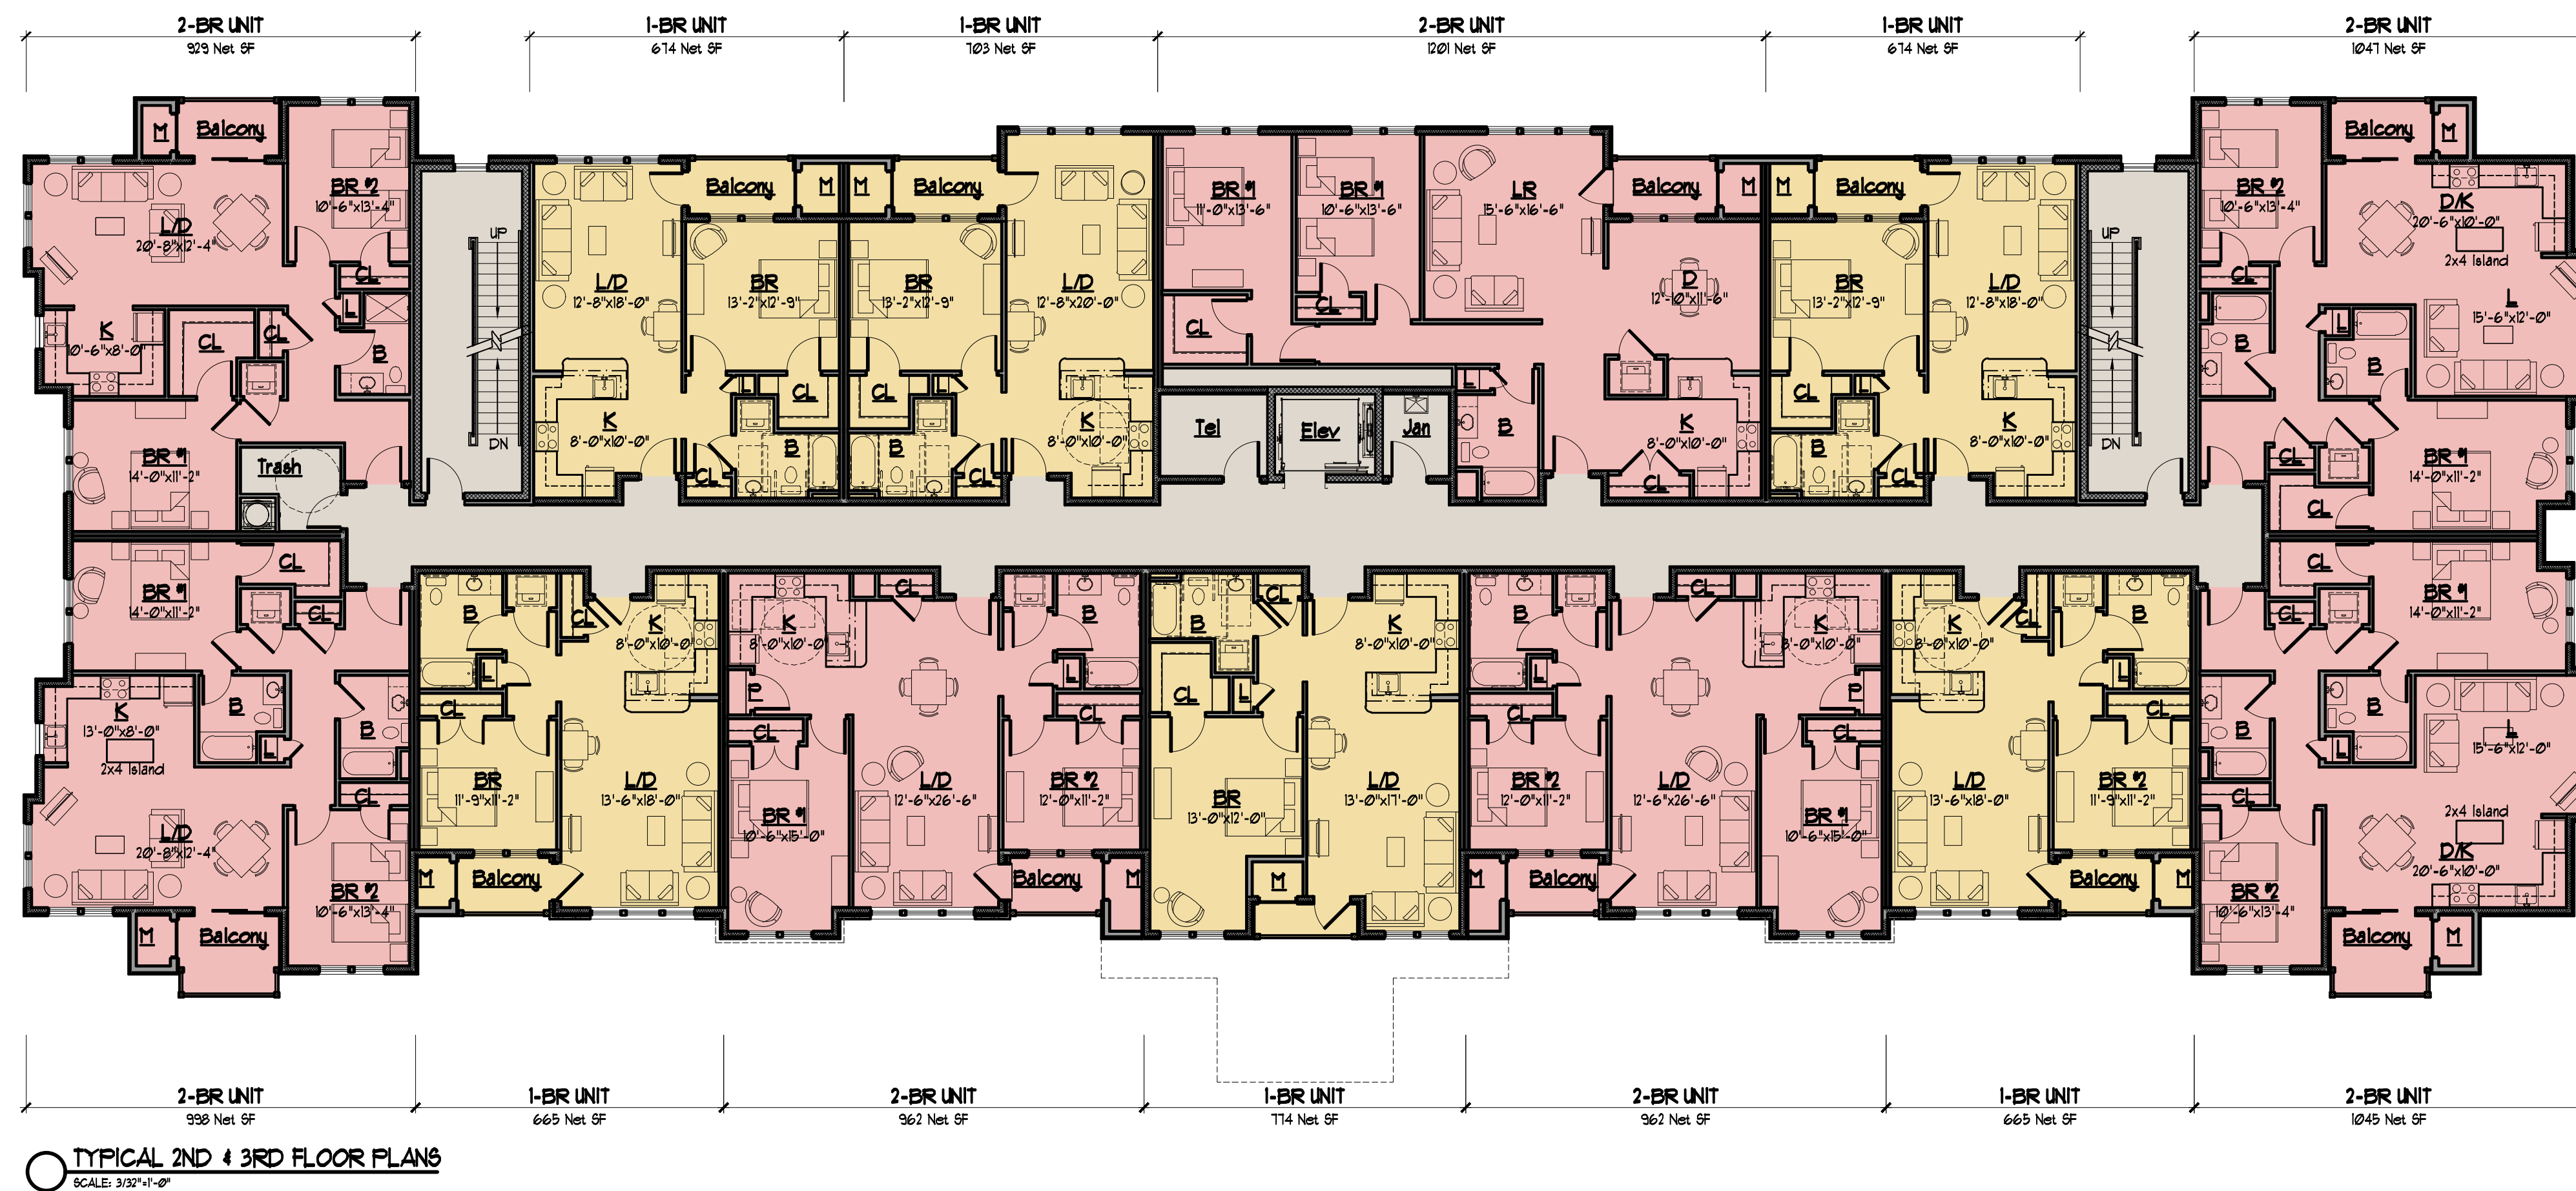 2-BR UNIT
929 Net SF
1-BR UNIT
674 Net SF
1-BR UNIT
703 Net SF
2-BR UNIT
1201 Net SF
1-BR UNIT
674 Net SF
2-BR UNIT
1047 Net SF
M
Balcony
BR #2
10'-6"x13'-4"
L/D
20'-8"x12'-4"
CL
L
K
10'-6"x8'-0"
CL
CL
B
BR #1
14'-0"x11'-2"
Trash
UP
DN
L/D
12'-8"x18'-0"
Balcony
M
BR
13'-2"x12'-9"
L
CL
K
8'-0"x10'-0"
CL
B
M
Balcony
BR
13'-2"x12'-9"
L/D
12'-8"x20'-0"
CL
L
B
CL
K
8'-0"x10'-0"
BR #1
11'-0"x13'-6"
BR #1
10'-6"x13'-6"
LR
15'-6"x16'-6"
Balcony
M
CL
CL
D
12'-10"x11'-6"
L
B
K
8'-0"x10'-0"
CL
Tel
Elev
Jan
M
Balcony
BR
13'-2"x12'-9"
L/D
12'-8"x18'-0"
CL
L
B
CL
K
8'-0"x10'-0"
UP
DN
Balcony
M
BR #2
10'-6"x13'-4"
D/K
20'-6"x10'-0"
2x4 Island
CL
L
15'-6"x12'-0"
L
B
B
CL
BR #1
14'-0"x11'-2"
CL
BR #1
14'-0"x11'-2"
CL
CL
B
B
L
K
13'-0"x8'-0"
2x4 Island
CL
L/D
20'-8"x12'-4"
BR #2
10'-6"x13'-4"
M
Balcony
B
CL
K
8'-0"x10'-0"
L
CL
BR
11'-9"x11'-2"
L/D
13'-6"x18'-0"
M
Balcony
K
8'-0"x10'-0"
CL
B
P
L
CL
CL
BR #1
10'-6"x15'-0"
L/D
12'-6"x26'-6"
BR #2
12'-0"x11'-2"
Balcony
M
B
CL
K
8'-0"x10'-0"
CL
L
BR
13'-0"x12'-0"
L/D
13'-0"x17'-0"
M
B
CL
K
8'-0"x10'-0"
L
P
CL
CL
BR #2
12'-0"x11'-2"
L/D
12'-6"x26'-6"
BR #1
10'-6"x15'-0"
M
Balcony
K
8'-0"x10'-0"
CL
B
L
CL
L/D
13'-6"x18'-0"
BR #2
11'-9"x11'-2"
Balcony
M
CL
BR #1
14'-0"x11'-2"
CL
B
B
L
L
15'-6"x12'-0"
CL
2x4 Island
D/K
20'-6"x10'-0"
BR #2
10'-6"x13'-4"
Balcony
M
2-BR UNIT
998 Net SF
1-BR UNIT
665 Net SF
2-BR UNIT
962 Net SF
1-BR UNIT
774 Net SF
2-BR UNIT
962 Net SF
1-BR UNIT
665 Net SF
2-BR UNIT
1045 Net SF
TYPICAL 2ND & 3RD FLOOR PLANS
SCALE: 3/32"=1'-0"